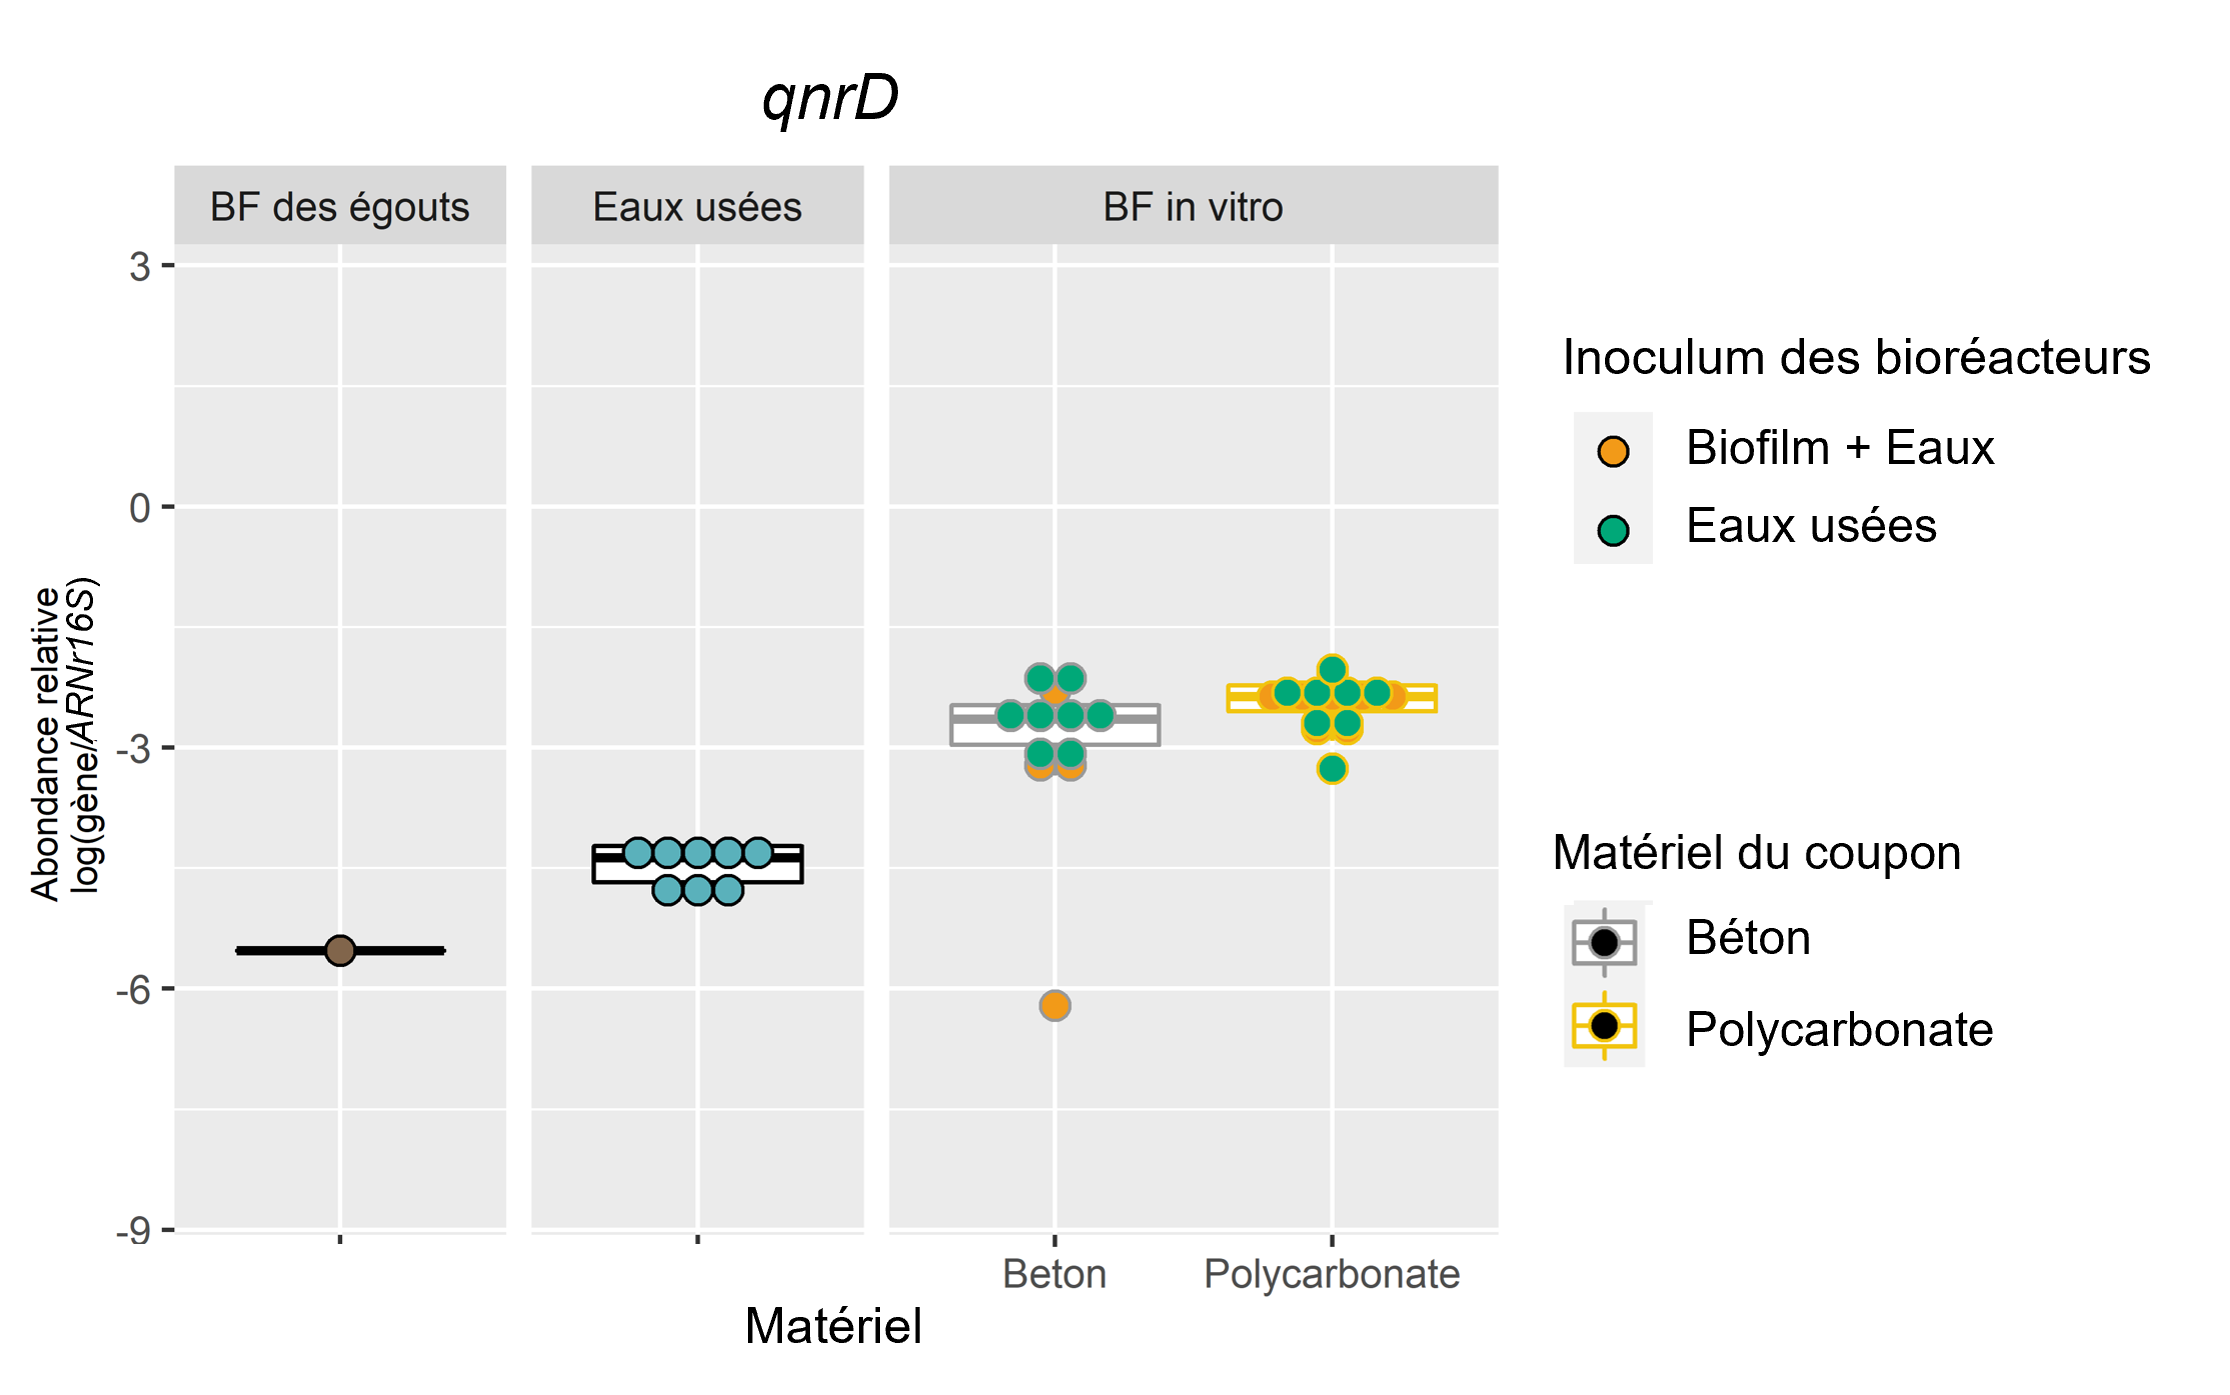 qnrD
BF des égouts
Eaux usées
BF in vitro
3
0
-3
-6
-9
Abondance relative
log(gène/ARNr16S)
Beton
Polycarbonate
Matériel
Inoculum des bioréacteurs
Biofilm + Eaux
Eaux usées
Matériel du coupon
Béton
Polycarbonate